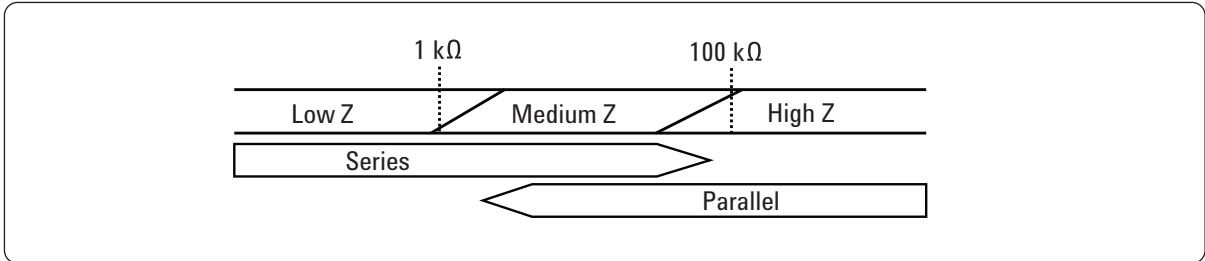 1 kΩ 100 kΩ
Low Z Medium Z High Z
Series
Parallel